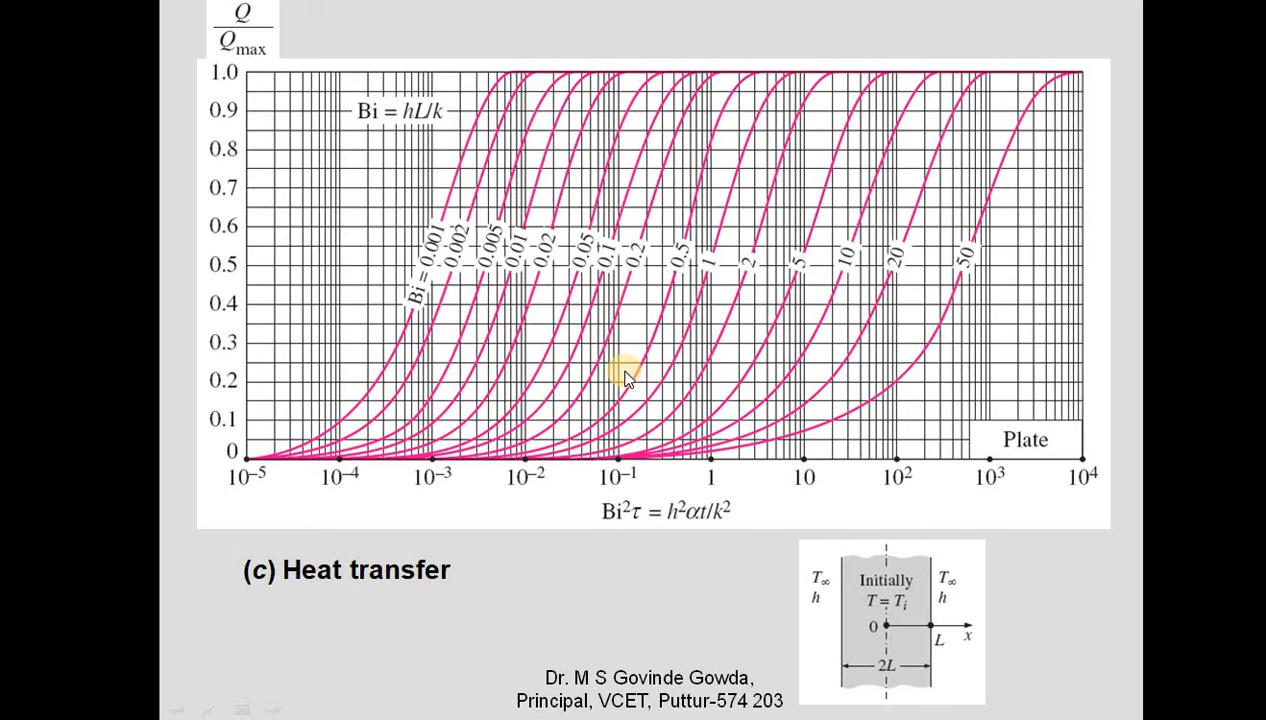 Q
Qmax
1.0
0.9
0.8
0.7
0.6
0.5
0.4
0.3
0.2
0.1
0
Bi = hL/k
Bi = 0.001
0.002
0.005
0.01
0.02
0.05
0.1
0.2
0.5
1
2
5
10
20
50
Plate
10⁻⁵ 10⁻⁴ 10⁻³ 10⁻² 10⁻¹ 1 10 10² 10³ 10⁴
Bi²τ = h²αt/k²
(c) Heat transfer
T∞
h
Initially
T = Ti
T∞
h
0
L
x
2L
Dr. M S Govinde Gowda,
Principal, VCET, Puttur-574 203